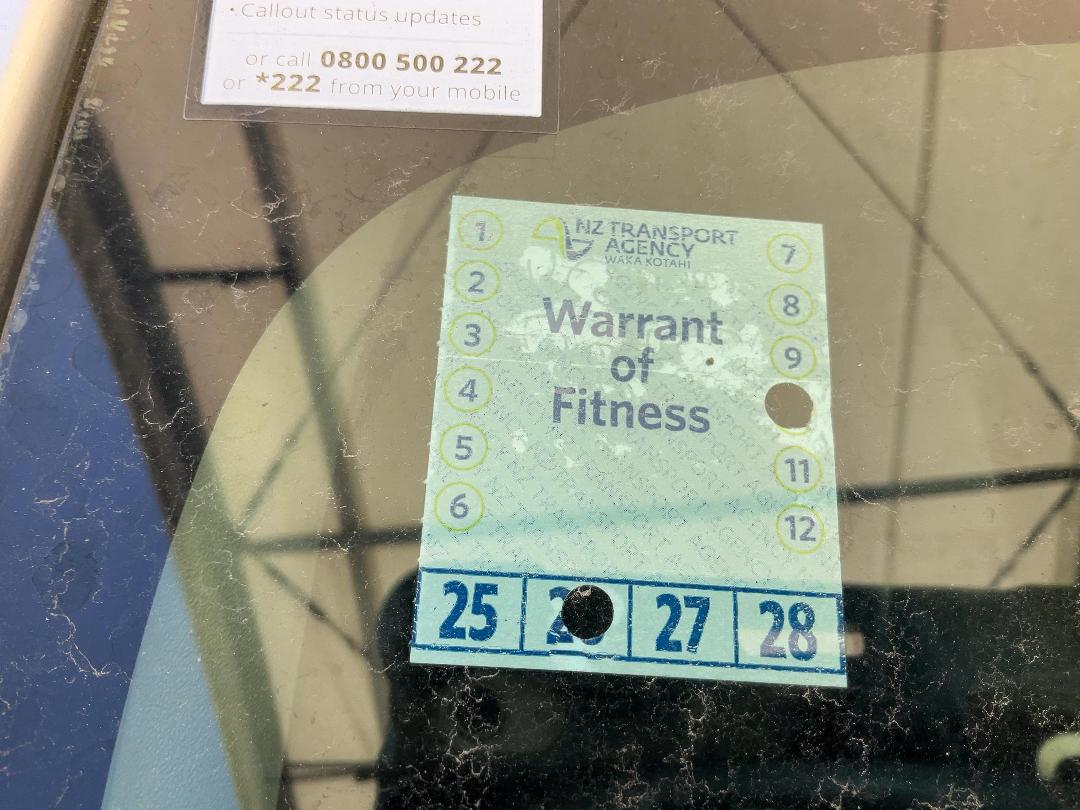 • Callout status updates
or call 0800 500 222
or *222 from your mobile
NZ TRANSPORT
AGENCY
WAKA KOTAHI
Warrant
of
Fitness
1
2
3
4
5
6
7
8
9
11
12
25 27 28